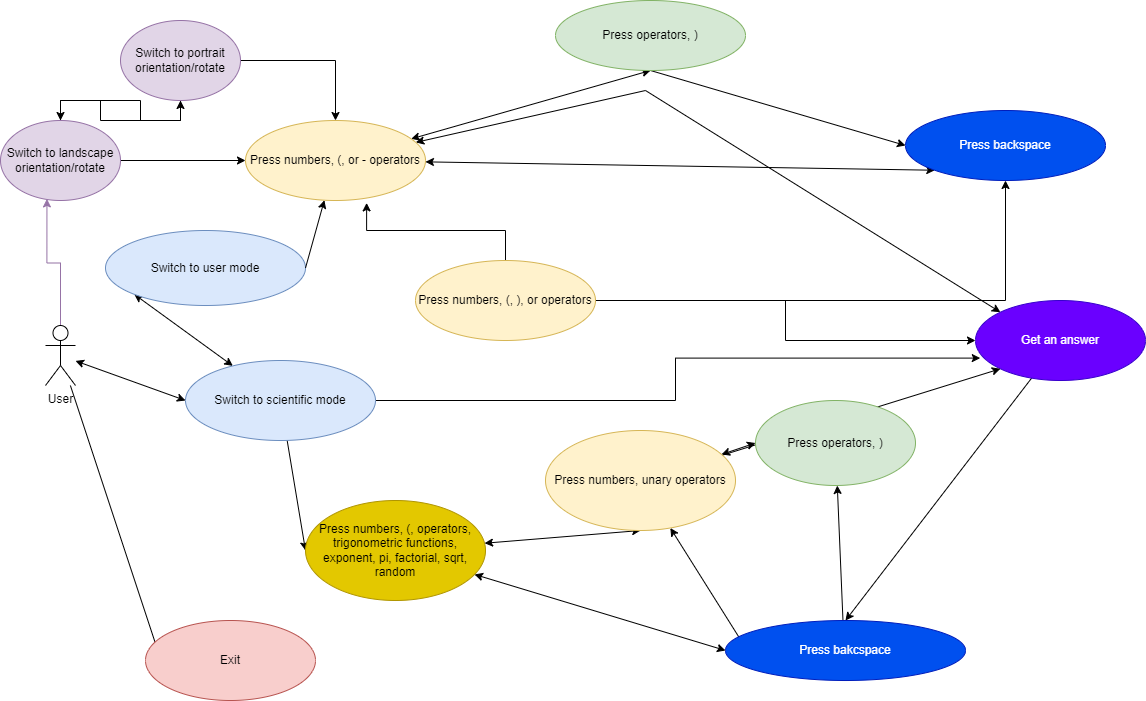 Press operators, )
Switch to portrait
orientation/rotate
Press backspace
Switch to landscape
orientation/rotate
Press numbers, (, or - operators
Switch to user mode
Press numbers, (, ), or operators
Get an answer
User
Switch to scientific mode
Press operators, )
Press numbers, unary operators
Press numbers, (, operators,
trigonometric functions,
exponent, pi, factorial, sqrt,
random
Exit
Press bakcspace